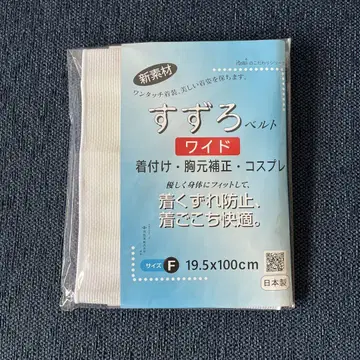 新素材
ワンタッチ着装、美しい着姿を保ちます。
すずろベルト
ワイド
着付け・胸元補正・コスプレ
優しく身体にフィットして、
着くずれ防止、
着ごこち快適。
サイズ F 19.5x100cm
日本製